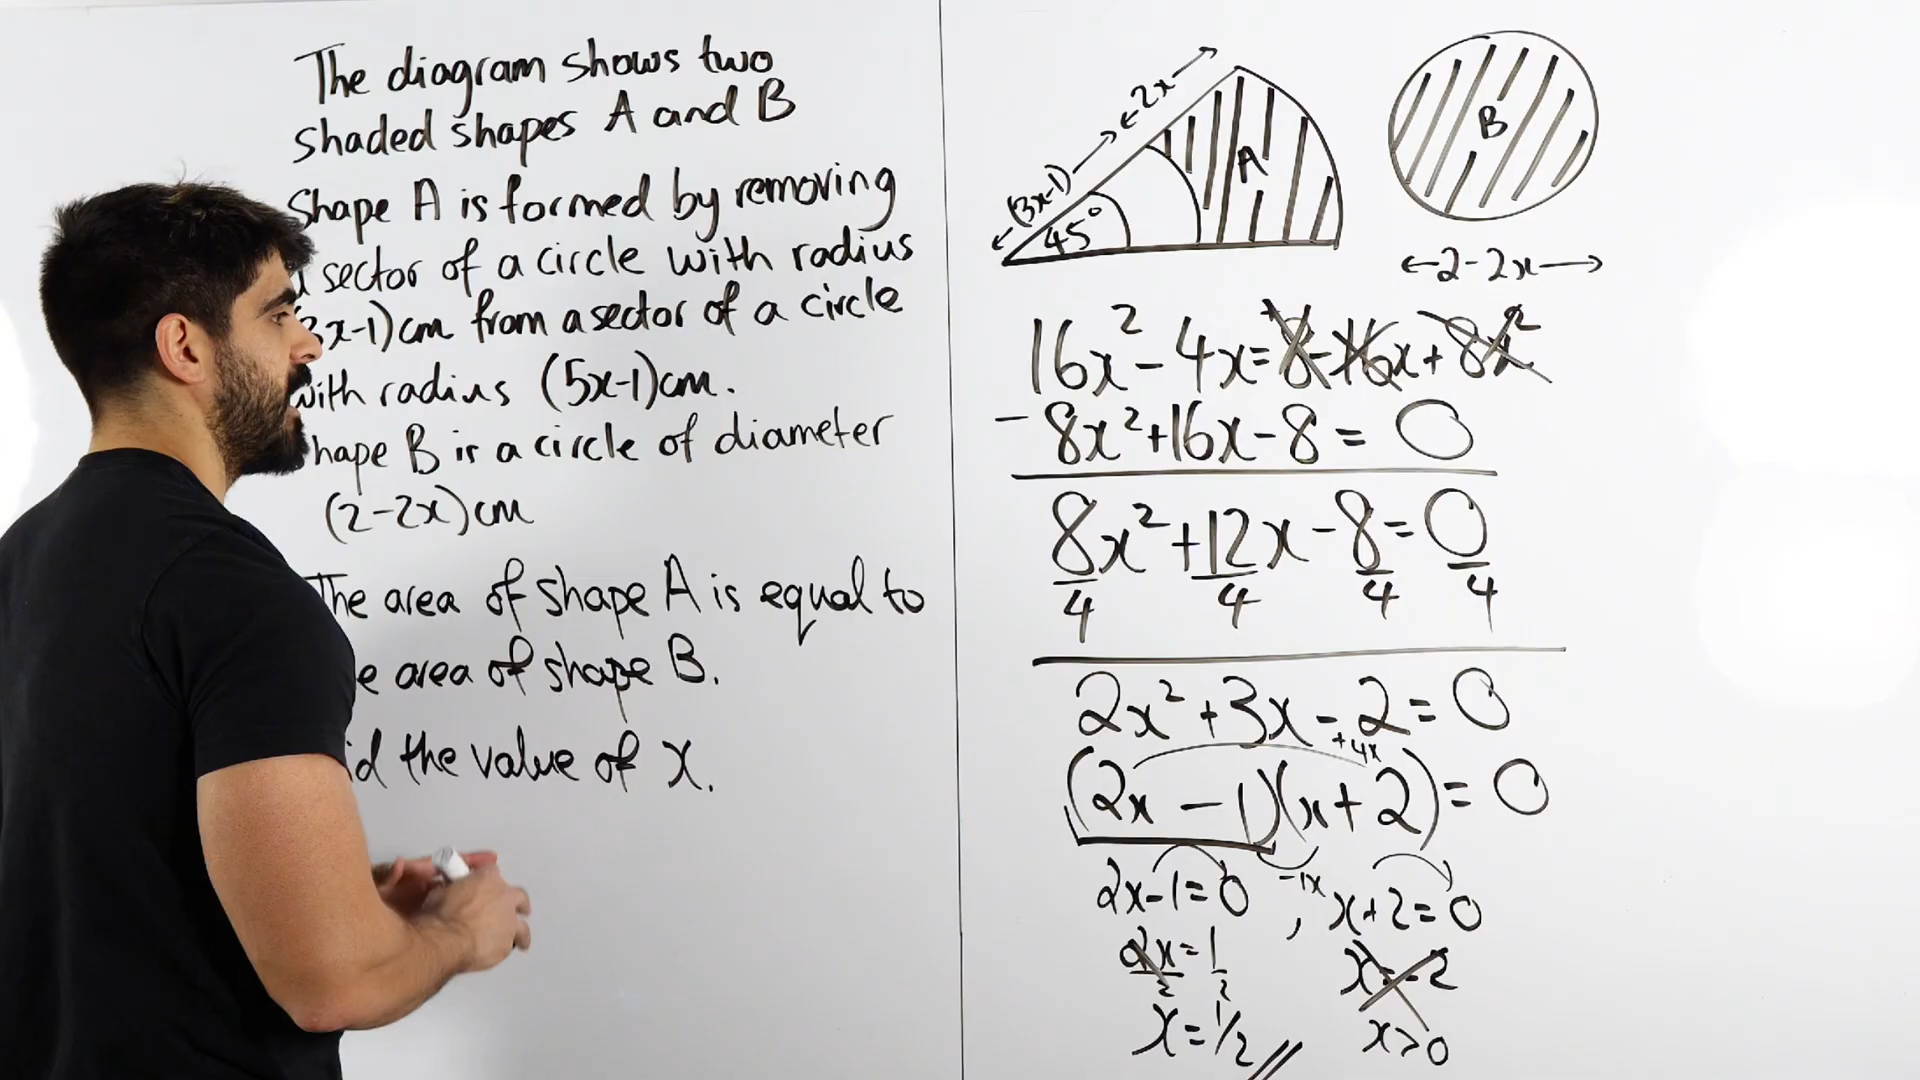 The diagram shows two
shaded shapes A and B
Shape A is formed by removing
sector of a circle with radius
3x-1)cm from a sector of a circle
with radius (5x-1)cm.
hape B is a circle of diameter
(2-2x)cm
The area of shape A is equal to
e area of shape B.
id the value of x.
←(3x-1)→ ←2x→
45°
A
B
←2-2x→
16x²-4x=8-16x+8x²
-8x²+16x-8=0
8x²/4+12x/4-8/4=0/4
2x²+3x-2=0
+4x
(2x-1)(x+2)=0
-1x
2x-1=0, x+2=0
2x/2=1/2 x=-2
x=1/2 x>0